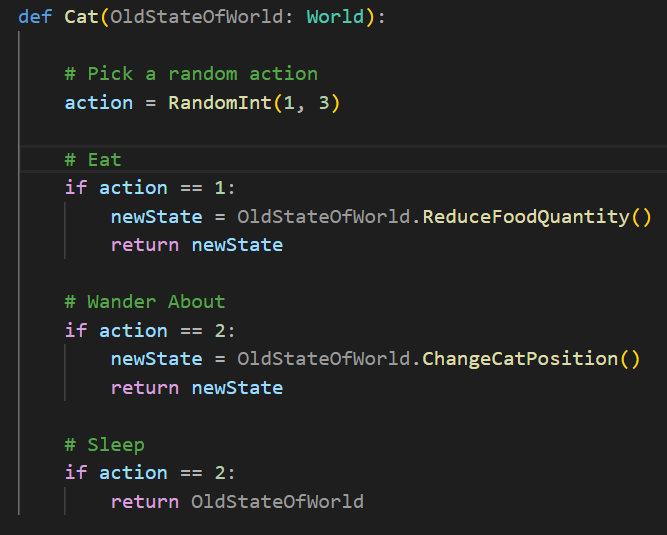 def Cat(OldStateOfWorld: World):
# Pick a random action
action = RandomInt(1, 3)
# Eat
if action == 1:
newState = OldStateOfWorld.ReduceFoodQuantity()
return newState
# Wander About
if action == 2:
newState = OldStateOfWorld.ChangeCatPosition()
return newState
# Sleep
if action == 2:
return OldStateOfWorld